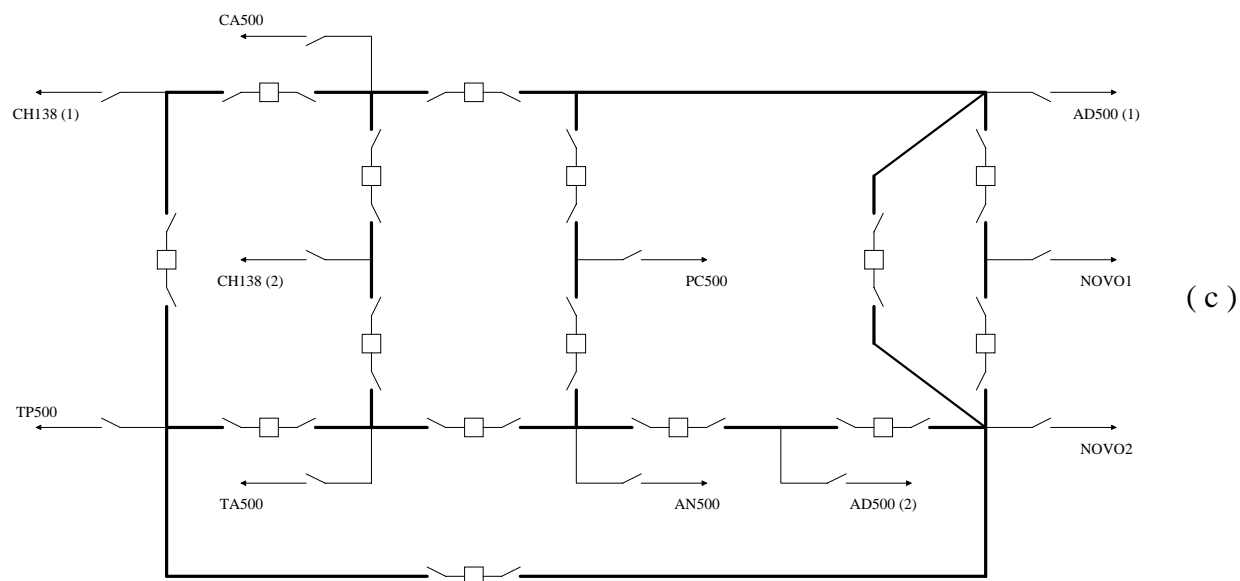 CA500
CH138 (1)
AD500 (1)
CH138 (2)
PC500
NOVO1
( c )
TP500
NOVO2
TA500
AN500
AD500 (2)